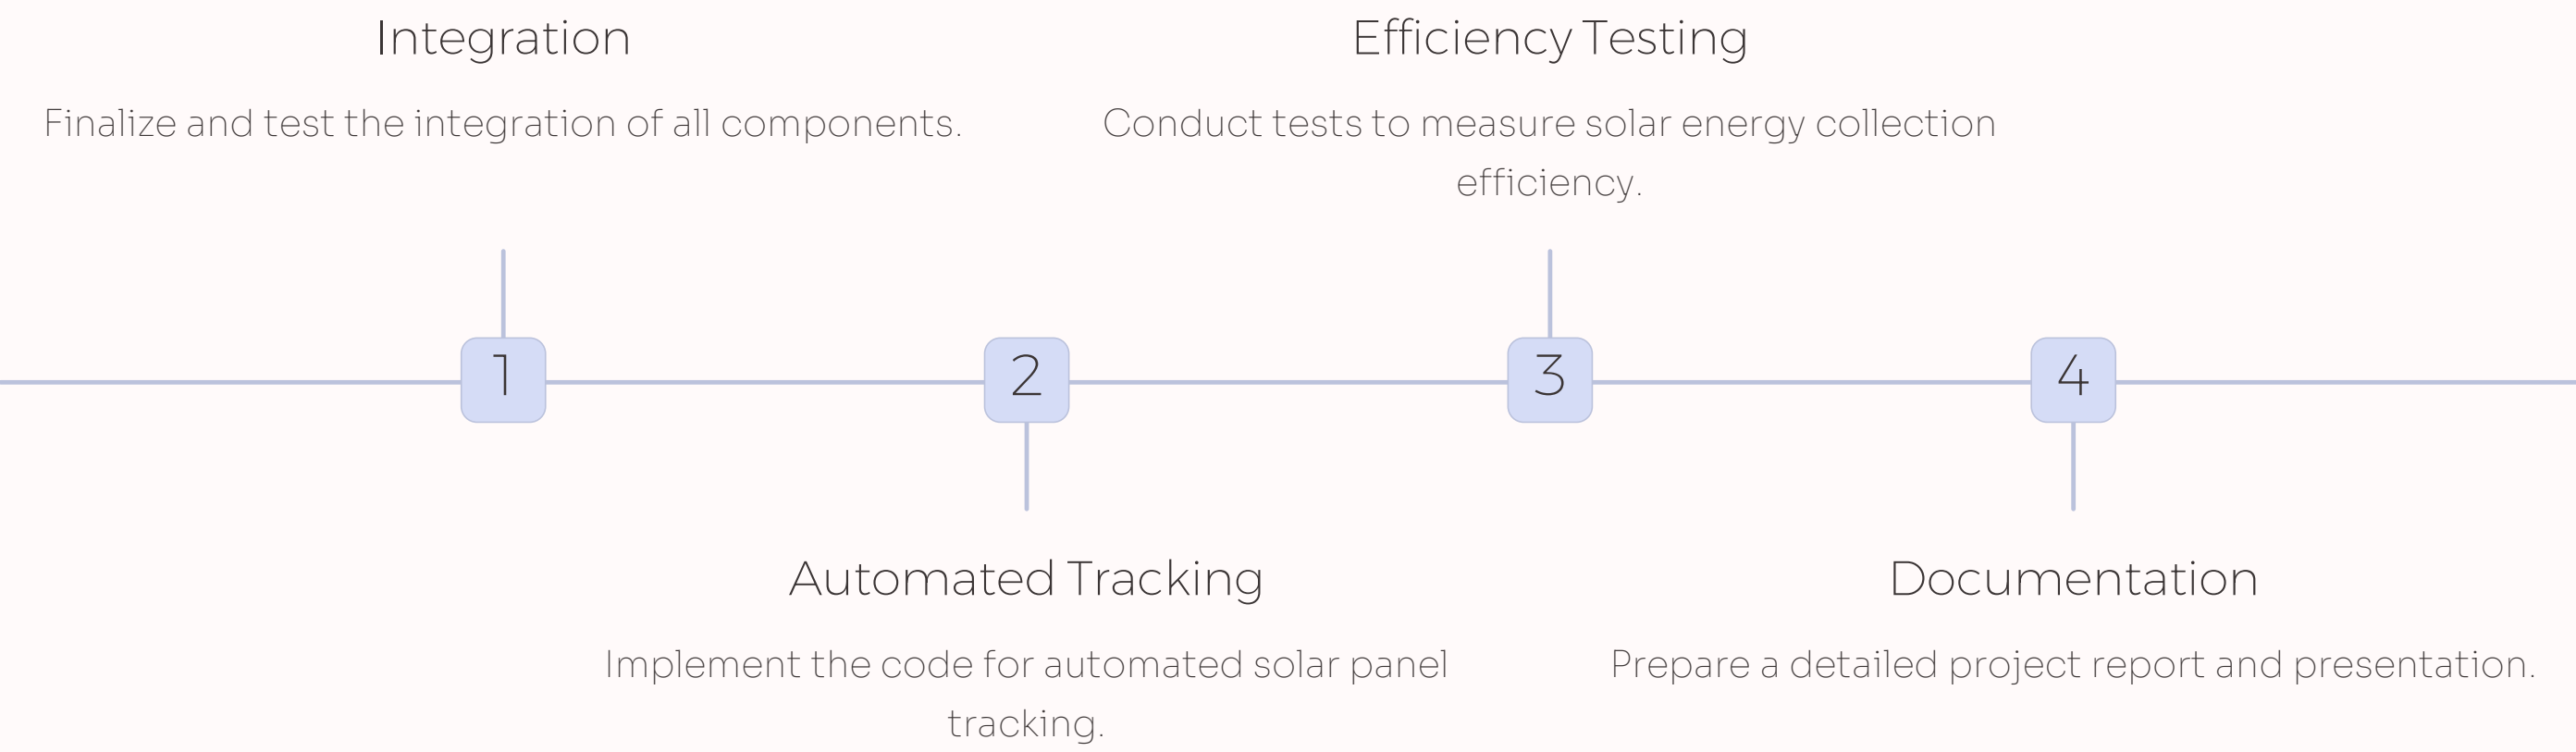 Integration
Finalize and test the integration of all components.
Efficiency Testing
Conduct tests to measure solar energy collection
efficiency.
1
2
3
4
Automated Tracking
Implement the code for automated solar panel
tracking.
Documentation
Prepare a detailed project report and presentation.